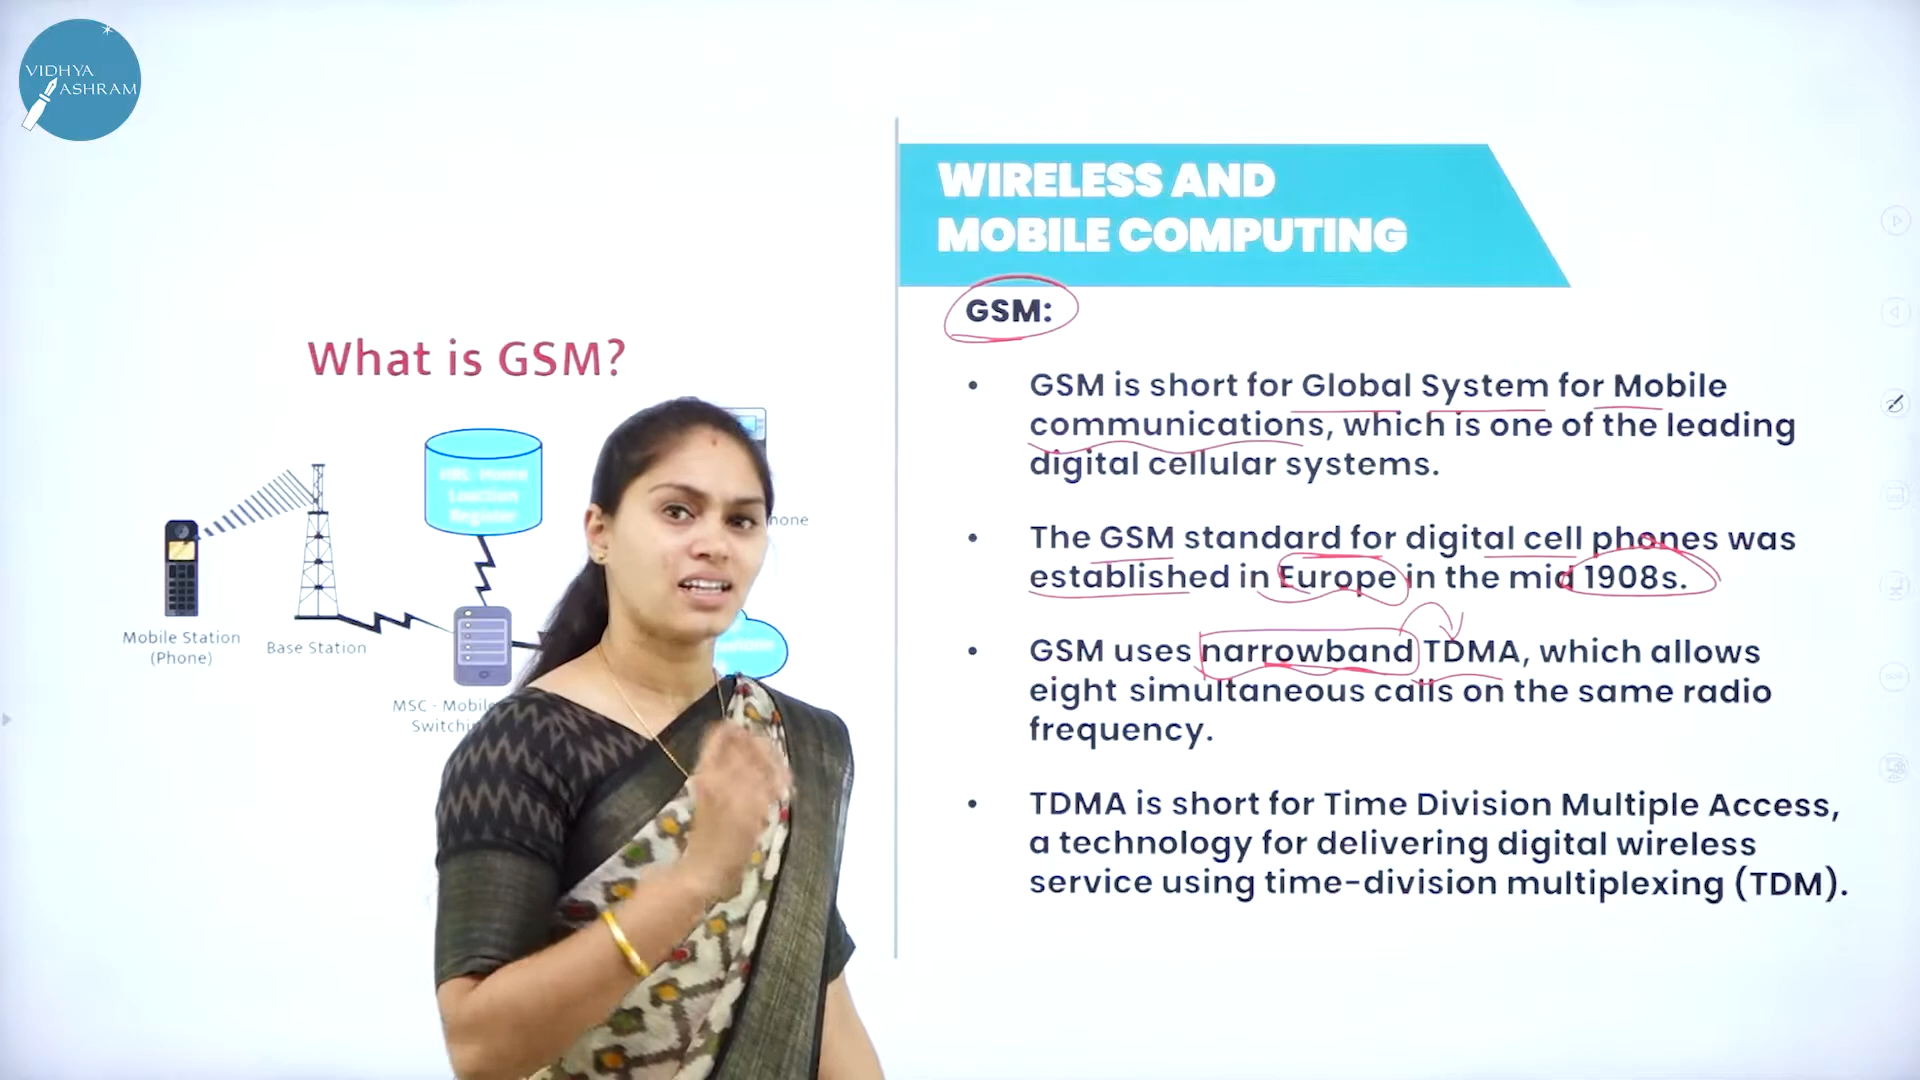 VIDHYA
ASHRAM
WIRELESS AND
MOBILE COMPUTING
GSM:
• GSM is short for Global System for Mobile
communications, which is one of the leading
digital cellular systems.
• The GSM standard for digital cell phones was
established in Europe in the mid 1908s.
• GSM uses narrowband TDMA, which allows
eight simultaneous calls on the same radio
frequency.
• TDMA is short for Time Division Multiple Access,
a technology for delivering digital wireless
service using time-division multiplexing (TDM).
What is GSM?
Home
Register
Mobile Station
(Phone)
Base Station
MSC - Mobile